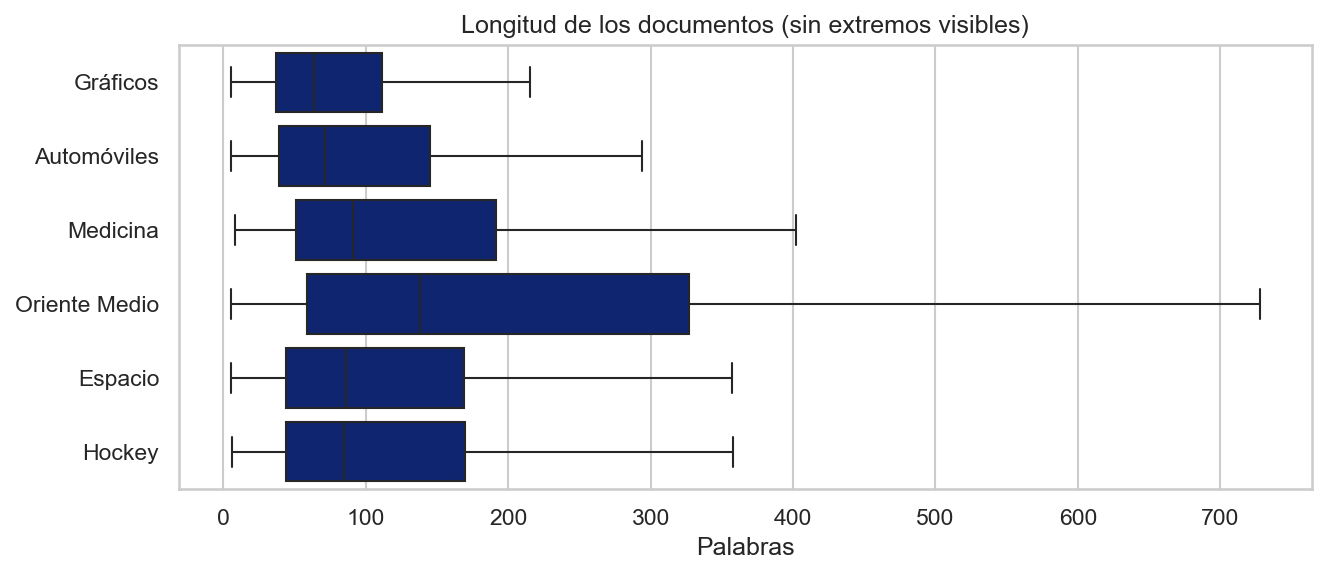 Longitud de los documentos (sin extremos visibles)
Gráficos
Automóviles
Medicina
Oriente Medio
Espacio
Hockey
0 100 200 300 400 500 600 700
Palabras